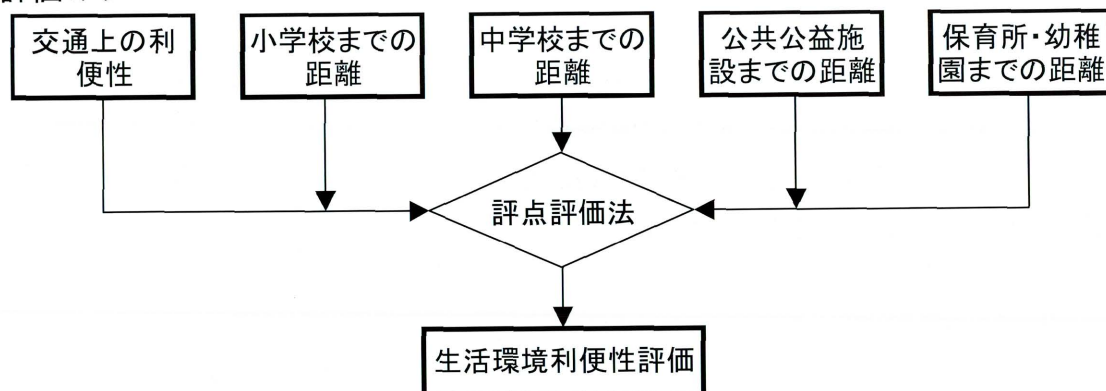 交通上の利
便性
小学校までの
距離
中学校までの
距離
公共公益施
設までの距離
保育所・幼稚
園までの距離
評点評価法
生活環境利便性評価